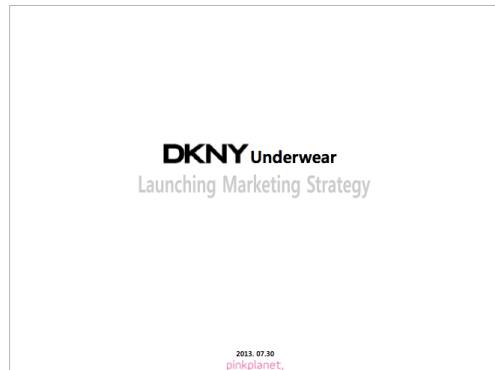 DKNY Underwear
Launching Marketing Strategy
2013. 07.30
pinkplanet,